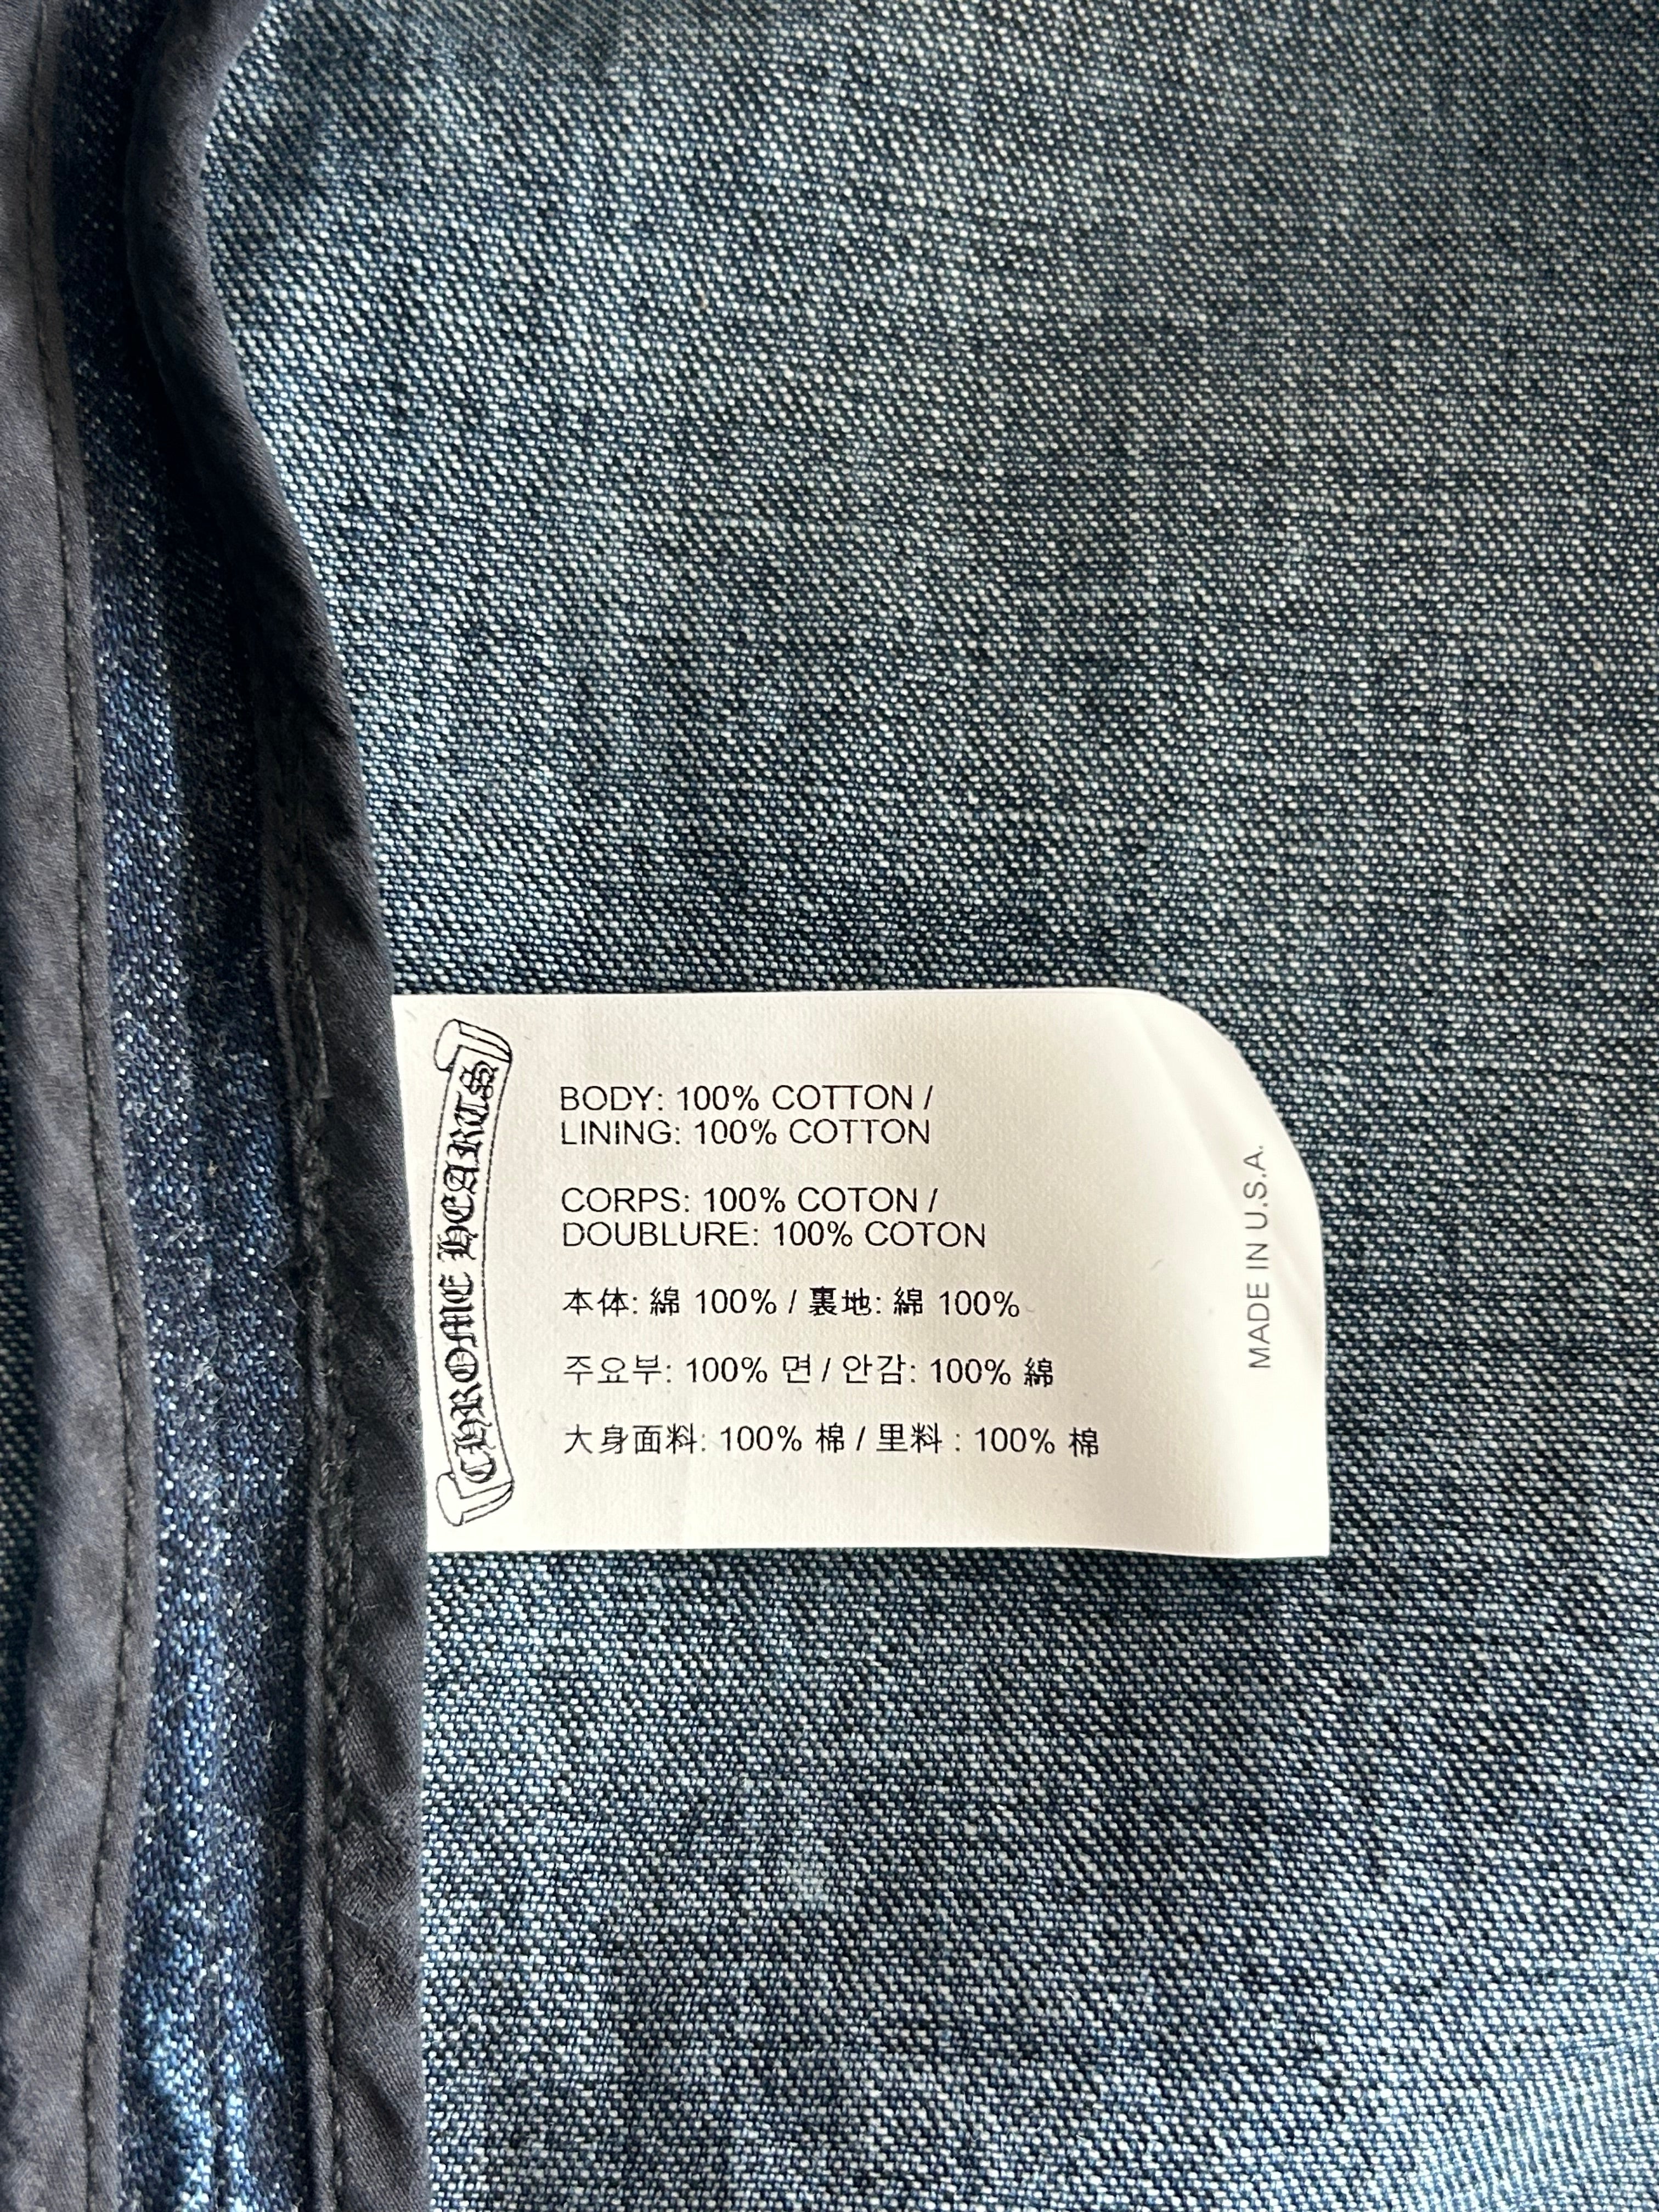 CHROME HEARTS
BODY: 100% COTTON /
LINING: 100% COTTON
CORPS: 100% COTON /
DOUBLURE: 100% COTON
本体: 綿 100% / 裏地: 綿 100%
주요부: 100% 면 / 안감: 100% 綿
大身面料: 100% 棉 / 里料 : 100% 棉
MADE IN U.S.A.